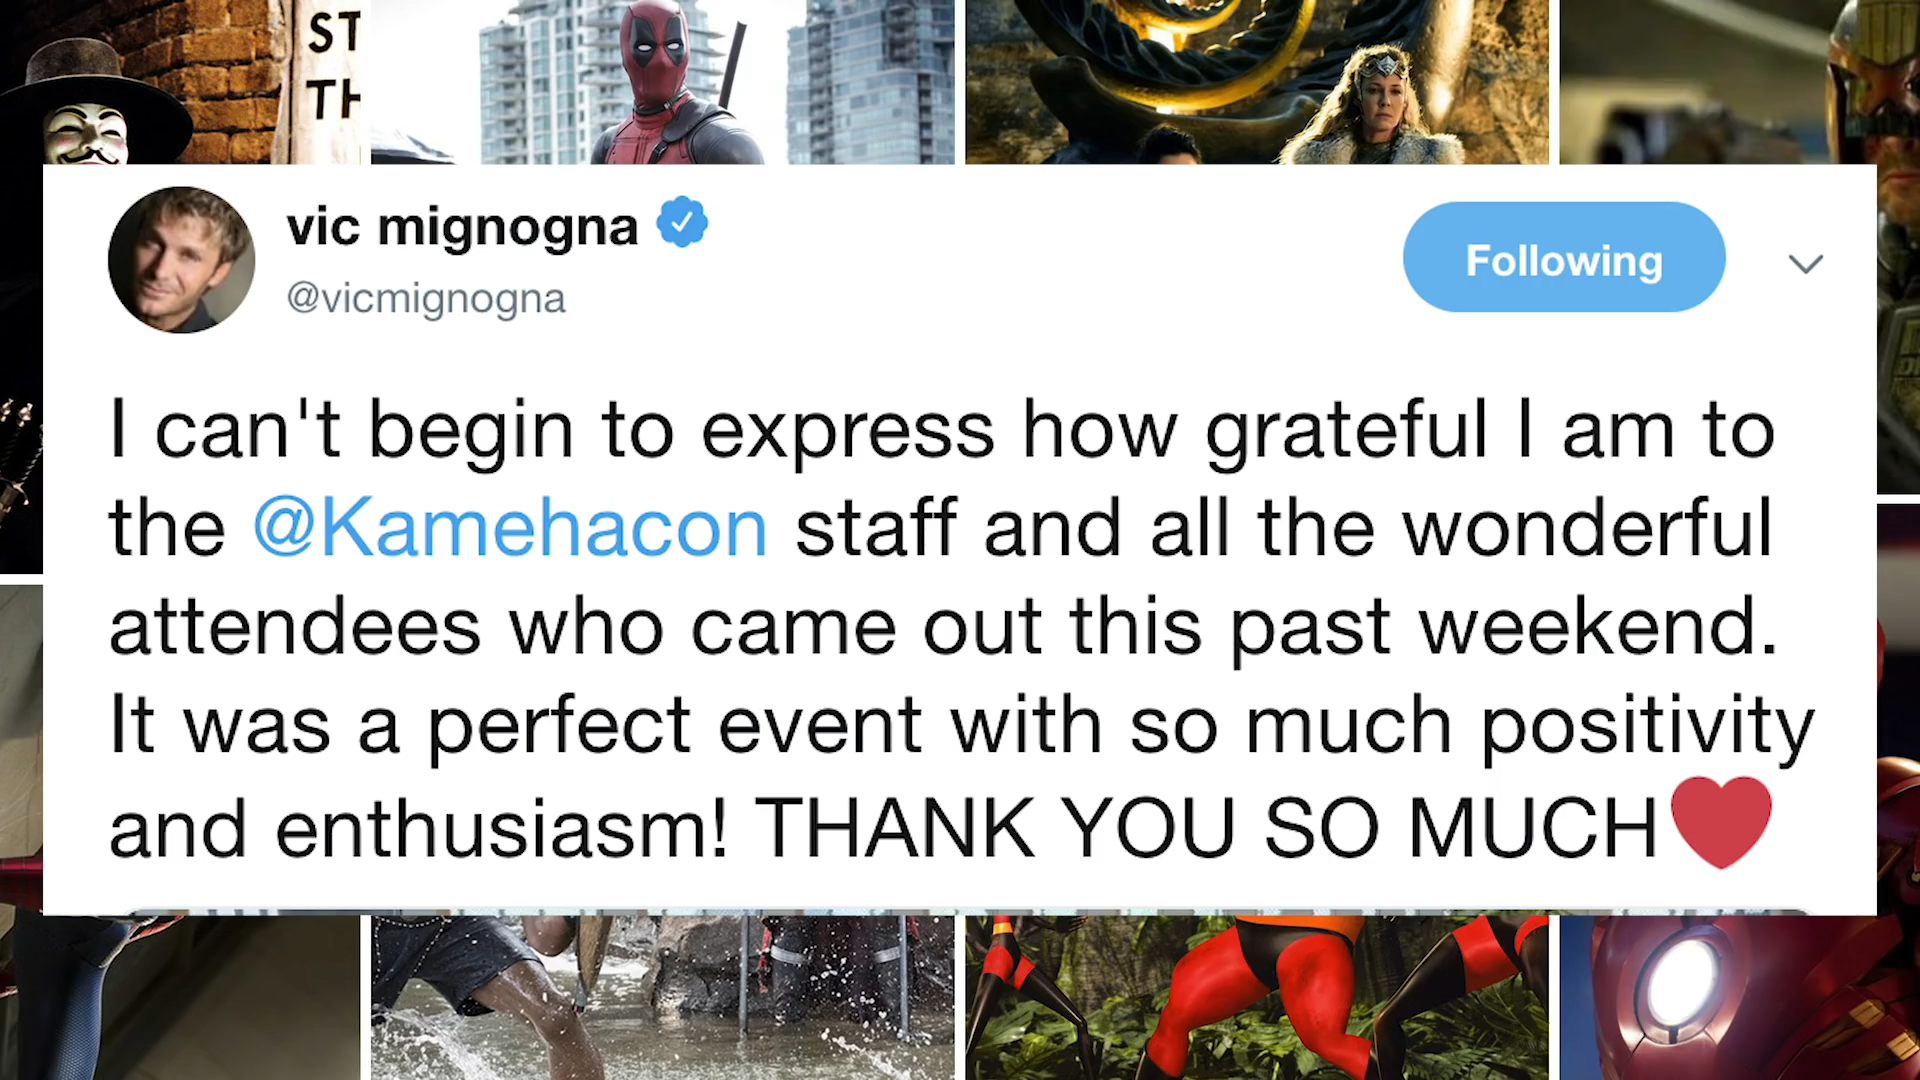 ST
TH
vic mignogna
@vicmignogna
Following
I can't begin to express how grateful I am to
the @Kamehacon staff and all the wonderful
attendees who came out this past weekend.
It was a perfect event with so much positivity
and enthusiasm! THANK YOU SO MUCH❤